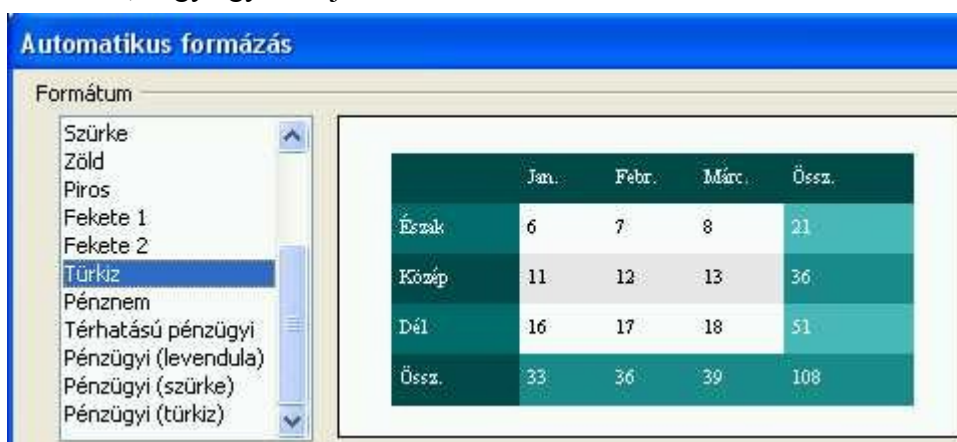 Automatikus formázás
Formátum
Szürke
Zöld
Piros
Fekete 1
Fekete 2
Türkiz
Pénznem
Térhatású pénzügyi
Pénzügyi (levendula)
Pénzügyi (szürke)
Pénzügyi (türkiz)
Jan. Febr. Márc. Össz.
Észak 6 7 8 21
Közép 11 12 13 36
Dél 16 17 18 51
Össz. 33 36 39 108